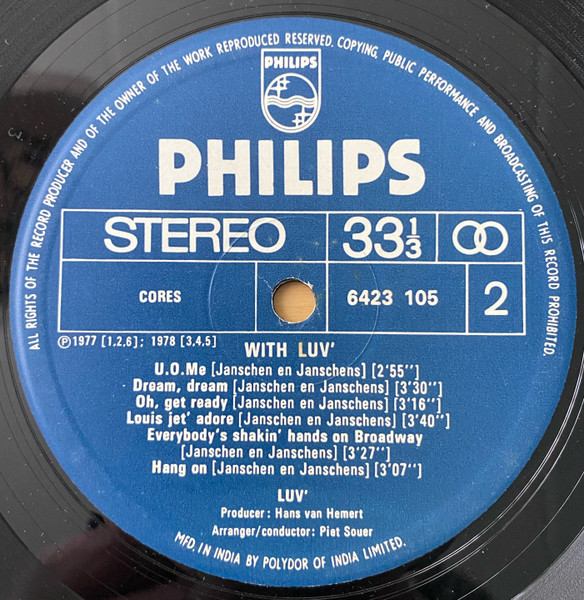 ALL RIGHTS OF THE RECORD PRODUCER AND OF THE OWNER OF THE WORK REPRODUCED RESERVED. COPYING, PUBLIC PERFORMANCE AND BROADCASTING OF THIS RECORD PROHIBITED.
PHILIPS
PHILIPS
STEREO 33 1/3
CORES 6423 105 2
Ⓟ1977 [1,2,6]; 1978 [3,4,5]
WITH LUV'
U.O.Me [Janschen en Janschens] [2'55"]
Dream, dream [Janschen en Janschens] [3'30"]
Oh, get ready [Janschen en Janschens] [3'16"]
Louis jet' adore [Janschen en Janschens] [3'40"]
Everybody's shakin' hands on Broadway
[Janschen en Janschens] [3'27"]
Hang on [Janschen en Janschens] [3'07"]
LUV'
Producer : Hans van Hemert
Arranger/conductor : Piet Souer
MFD. IN INDIA BY POLYDOR OF INDIA LIMITED.